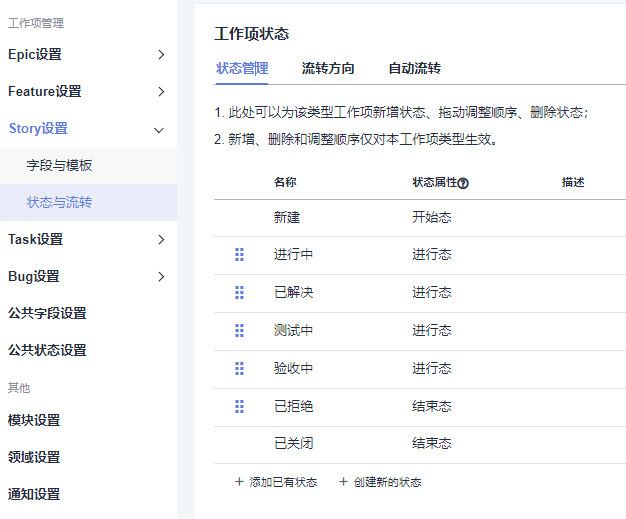 工作项管理
Epic设置
Feature设置
Story设置
字段与模板
状态与流转
Task设置
Bug设置
公共字段设置
公共状态设置
其他
模块设置
领域设置
通知设置
工作项状态
状态管理 流转方向 自动流转
1. 此处可以为该类型工作项新增状态、拖动调整顺序、删除状态；
2. 新增、删除和调整顺序仅对本工作项类型生效。
名称 状态属性 描述
新建 开始态
进行中 进行态
已解决 进行态
测试中 进行态
验收中 进行态
已拒绝 结束态
已关闭 结束态
+ 添加已有状态 + 创建新的状态